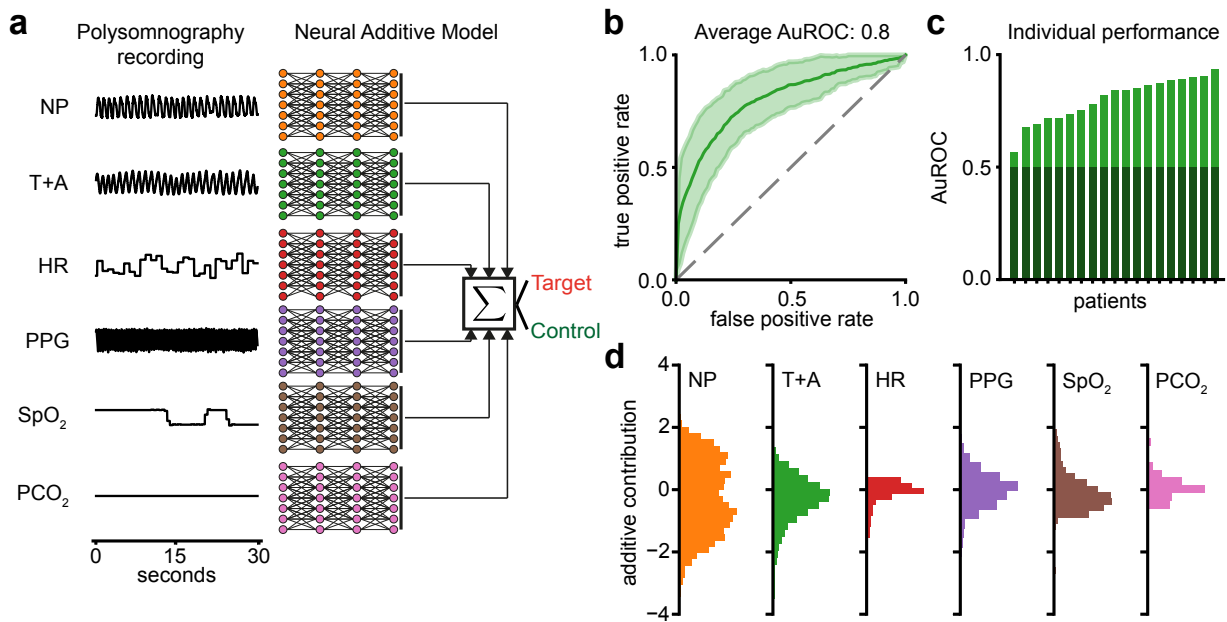 a
Polysomnography
recording
Neural Additive Model
NP
T+A
HR
PPG
SpO₂
PCO₂
0 15 30
seconds
Σ
Target
Control
b
Average AuROC: 0.8
true positive rate
1.0
0.5
0.0
0.0 0.5 1.0
false positive rate
c
Individual performance
AuROC
1.0
0.5
0.0
patients
d
additive contribution
4
2
0
−2
−4
NP T+A HR PPG SpO₂ PCO₂